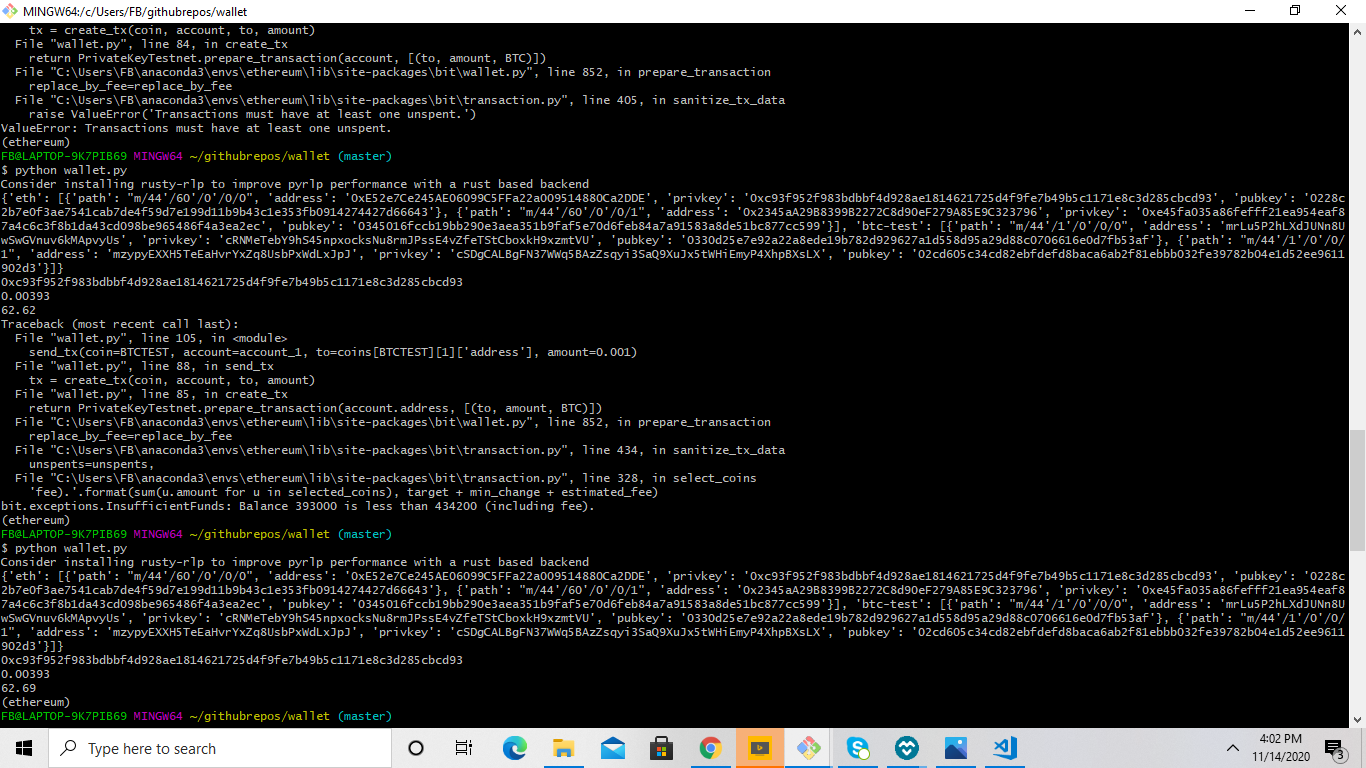 MINGW64:/c/Users/FB/githubrepos/wallet
    tx = create_tx(coin, account, to, amount)
  File "wallet.py", line 84, in create_tx
    return PrivateKeyTestnet.prepare_transaction(account, [(to, amount, BTC)])
  File "C:\Users\FB\anaconda3\envs\ethereum\lib\site-packages\bit\wallet.py", line 852, in prepare_transaction
    replace_by_fee=replace_by_fee
  File "C:\Users\FB\anaconda3\envs\ethereum\lib\site-packages\bit\transaction.py", line 405, in sanitize_tx_data
    raise ValueError('Transactions must have at least one unspent.')
ValueError: Transactions must have at least one unspent.
(ethereum)
FB@LAPTOP-9K7PIB69 MINGW64 ~/githubrepos/wallet (master)
$ python wallet.py
Consider installing rusty-rlp to improve pyrlp performance with a rust based backend
{'eth': [{'path': "m/44'/60'/0'/0/0", 'address': '0xE52e7Ce245AE06099C5FFa22a009514880Ca2DDE', 'privkey': '0xc93f952f983bdbbf4d928ae1814621725d4f9fe7b49b5c1171e8c3d285cbcd93', 'pubkey': '0228c
2b7e0f3ae7541cab7de4f59d7e199d11b9b43c1e353fb0914274427d66643'}, {'path': "m/44'/60'/0'/0/1", 'address': '0x2345aA29B8399B2272C8d90eF279A85E9C323796', 'privkey': '0xe45fa035a86fefff21ea954eaf8
7a4c6c3f8b1da43cd098be965486f4a3ea2ec', 'pubkey': '0345016fccb19bb290e3aea351b9faf5e70d6feb84a7a91583a8de51bc877cc599'}], 'btc-test': [{'path': "m/44'/1'/0'/0/0", 'address': 'mrLu5P2hLXdJUNn8U
wSwGVnuv6kMApvyUs', 'privkey': 'cRNMeTebY9hS45npxocksNu8rmJPssE4vZfeTStCboxkH9xzmtVU', 'pubkey': '0330d25e7e92a22a8ede19b782d929627a1d558d95a29d88c0706616e0d7fb53af'}, {'path': "m/44'/1'/0'/0/
1", 'address': 'mzypyEXXH5TeEaHvrYxZq8UsbPxWdLxJpJ', 'privkey': 'cSDgCALBgFN37WWq5BAzZsqyi3SaQ9XuJx5tWHiEmyP4XhpBXsLX', 'pubkey': '02cd605c34cd82ebfdefd8baca6ab2f81ebbb032fe39782b04e1d52ee9611
902d3'}]}
0xc93f952f983bdbbf4d928ae1814621725d4f9fe7b49b5c1171e8c3d285cbcd93
0.00393
62.62
Traceback (most recent call last):
  File "wallet.py", line 105, in <module>
    send_tx(coin=BTCTEST, account=account_1, to=coins[BTCTEST][1]['address'], amount=0.001)
  File "wallet.py", line 88, in send_tx
    tx = create_tx(coin, account, to, amount)
  File "wallet.py", line 85, in create_tx
    return PrivateKeyTestnet.prepare_transaction(account.address, [(to, amount, BTC)])
  File "C:\Users\FB\anaconda3\envs\ethereum\lib\site-packages\bit\wallet.py", line 852, in prepare_transaction
    replace_by_fee=replace_by_fee
  File "C:\Users\FB\anaconda3\envs\ethereum\lib\site-packages\bit\transaction.py", line 434, in sanitize_tx_data
    unspents=unspents,
  File "C:\Users\FB\anaconda3\envs\ethereum\lib\site-packages\bit\transaction.py", line 328, in select_coins
    'fee).'.format(sum(u.amount for u in selected_coins), target + min_change + estimated_fee)
bit.exceptions.InsufficientFunds: Balance 393000 is less than 434200 (including fee).
(ethereum)
FB@LAPTOP-9K7PIB69 MINGW64 ~/githubrepos/wallet (master)
$ python wallet.py
Consider installing rusty-rlp to improve pyrlp performance with a rust based backend
{'eth': [{'path': "m/44'/60'/0'/0/0", 'address': '0xE52e7Ce245AE06099C5FFa22a009514880Ca2DDE', 'privkey': '0xc93f952f983bdbbf4d928ae1814621725d4f9fe7b49b5c1171e8c3d285cbcd93', 'pubkey': '0228c
2b7e0f3ae7541cab7de4f59d7e199d11b9b43c1e353fb0914274427d66643'}, {'path': "m/44'/60'/0'/0/1", 'address': '0x2345aA29B8399B2272C8d90eF279A85E9C323796', 'privkey': '0xe45fa035a86fefff21ea954eaf8
7a4c6c3f8b1da43cd098be965486f4a3ea2ec', 'pubkey': '0345016fccb19bb290e3aea351b9faf5e70d6feb84a7a91583a8de51bc877cc599'}], 'btc-test': [{'path': "m/44'/1'/0'/0/0", 'address': 'mrLu5P2hLXdJUNn8U
wSwGVnuv6kMApvyUs', 'privkey': 'cRNMeTebY9hS45npxocksNu8rmJPssE4vZfeTStCboxkH9xzmtVU', 'pubkey': '0330d25e7e92a22a8ede19b782d929627a1d558d95a29d88c0706616e0d7fb53af'}, {'path': "m/44'/1'/0'/0/
1", 'address': 'mzypyEXXH5TeEaHvrYxZq8UsbPxWdLxJpJ', 'privkey': 'cSDgCALBgFN37WWq5BAzZsqyi3SaQ9XuJx5tWHiEmyP4XhpBXsLX', 'pubkey': '02cd605c34cd82ebfdefd8baca6ab2f81ebbb032fe39782b04e1d52ee9611
902d3'}]}
0xc93f952f983bdbbf4d928ae1814621725d4f9fe7b49b5c1171e8c3d285cbcd93
0.00393
62.69
(ethereum)
FB@LAPTOP-9K7PIB69 MINGW64 ~/githubrepos/wallet (master)
Type here to search
4:02 PM
11/14/2020
3